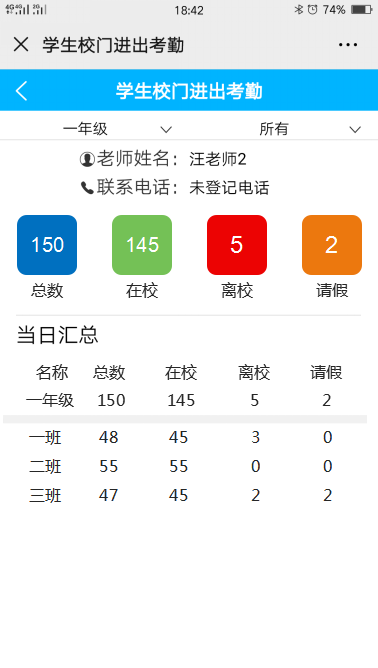 4G 4G 2G 18:42 74%
学生校门进出考勤
学生校门进出考勤
一年级 所有
老师姓名：汪老师2
联系电话：未登记电话
150 145 5 2
总数 在校 离校 请假
当日汇总
名称 总数 在校 离校 请假
一年级 150 145 5 2
一班 48 45 3 0
二班 55 55 0 0
三班 47 45 2 2